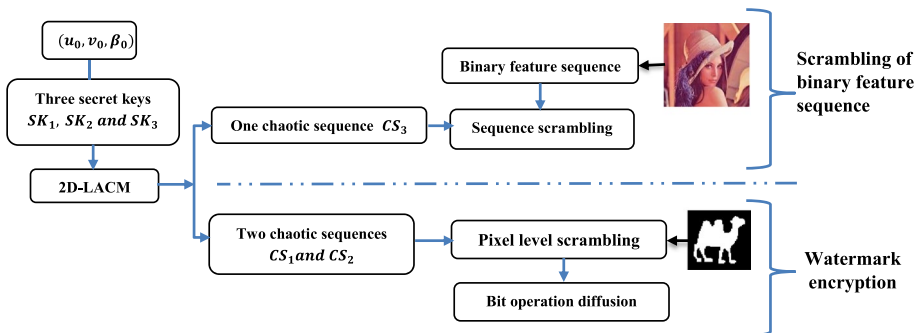 (u₀, v₀, β₀)
Three secret keys
SK₁, SK₂ and SK₃
2D-LACM
One chaotic sequence CS₃
Binary feature sequence
Sequence scrambling
Scrambling of
binary feature
sequence
Two chaotic sequences
CS₁and CS₂
Pixel level scrambling
Bit operation diffusion
Watermark
encryption